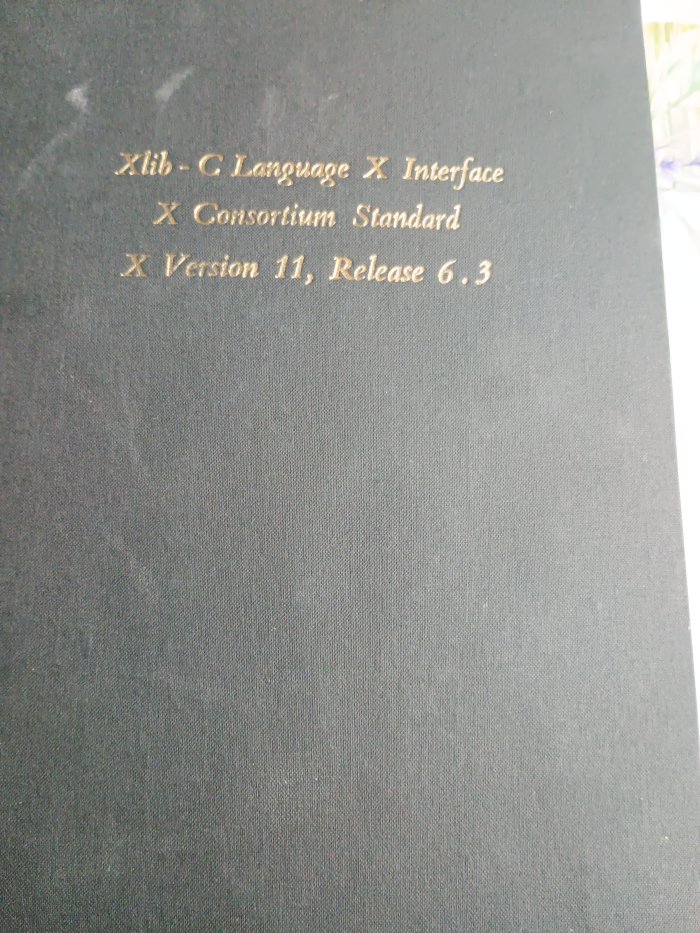 Xlib - C Language X Interface
X Consortium Standard
X Version 11, Release 6.3